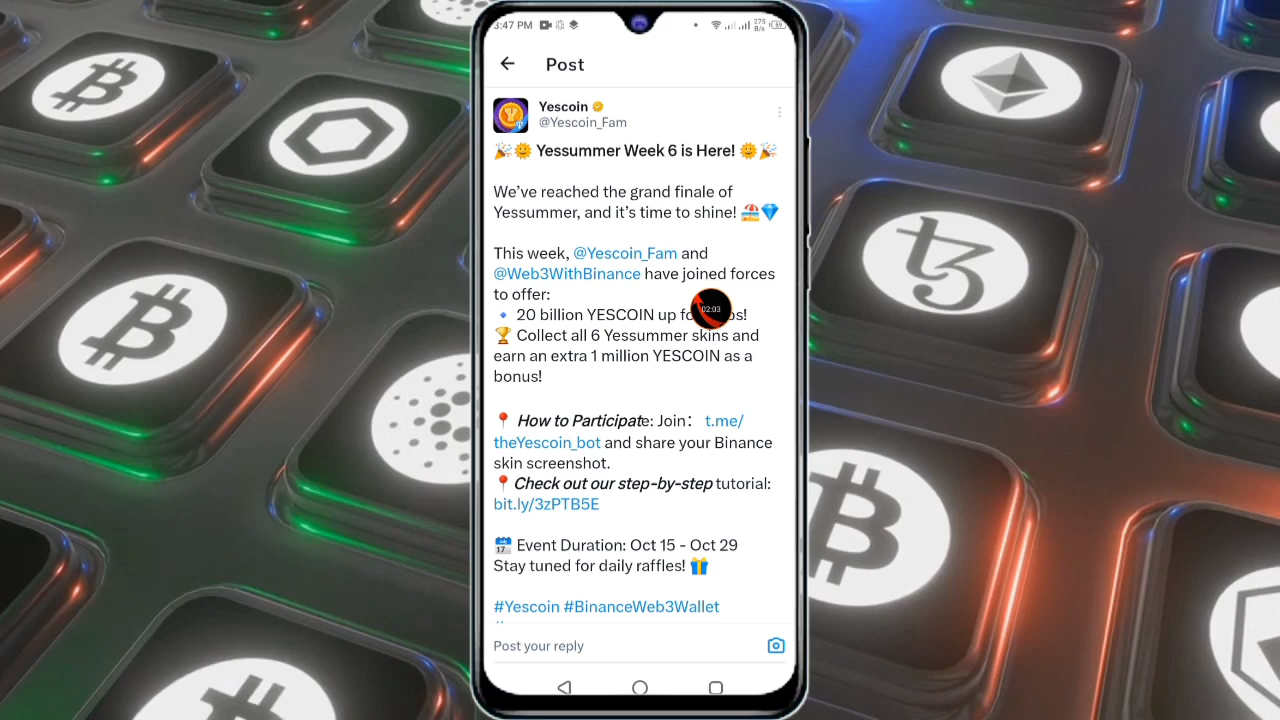 3:47 PM
275 B/s
59
Post
Yescoin
@Yescoin_Fam
🎉🌞 Yessummer Week 6 is Here! 🌞🎉
We’ve reached the grand finale of
Yessummer, and it’s time to shine! 🏖️💎
This week, @Yescoin_Fam and
@Web3WithBinance have joined forces
to offer:
🔹 20 billion YESCOIN up
02:03
🏆 Collect all 6 Yessummer skins and
earn an extra 1 million YESCOIN as a
bonus!
📍 How to Participate: Join： t.me/
theYescoin_bot and share your Binance
skin screenshot.
📍 Check out our step-by-step tutorial:
bit.ly/3zPTB5E
📅 Event Duration: Oct 15 - Oct 29
Stay tuned for daily raffles! 🎁
#Yescoin #BinanceWeb3Wallet
Post your reply